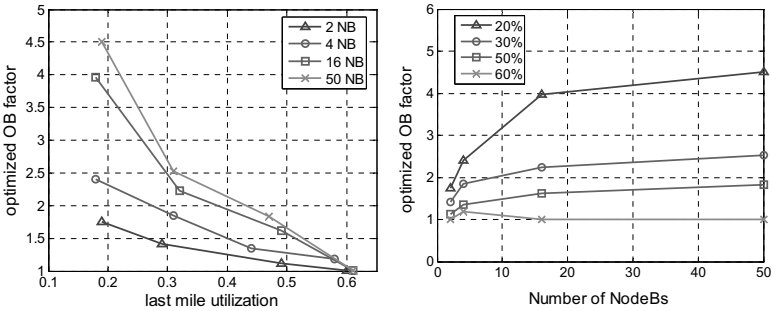 optimized OB factor
5
4.5
4
3.5
3
2.5
2
1.5
1
0.1 0.2 0.3 0.4 0.5 0.6
last mile utilization
2 NB
4 NB
16 NB
50 NB
optimized OB factor
6
5
4
3
2
1
0
0 10 20 30 40 50
Number of NodeBs
20%
30%
50%
60%